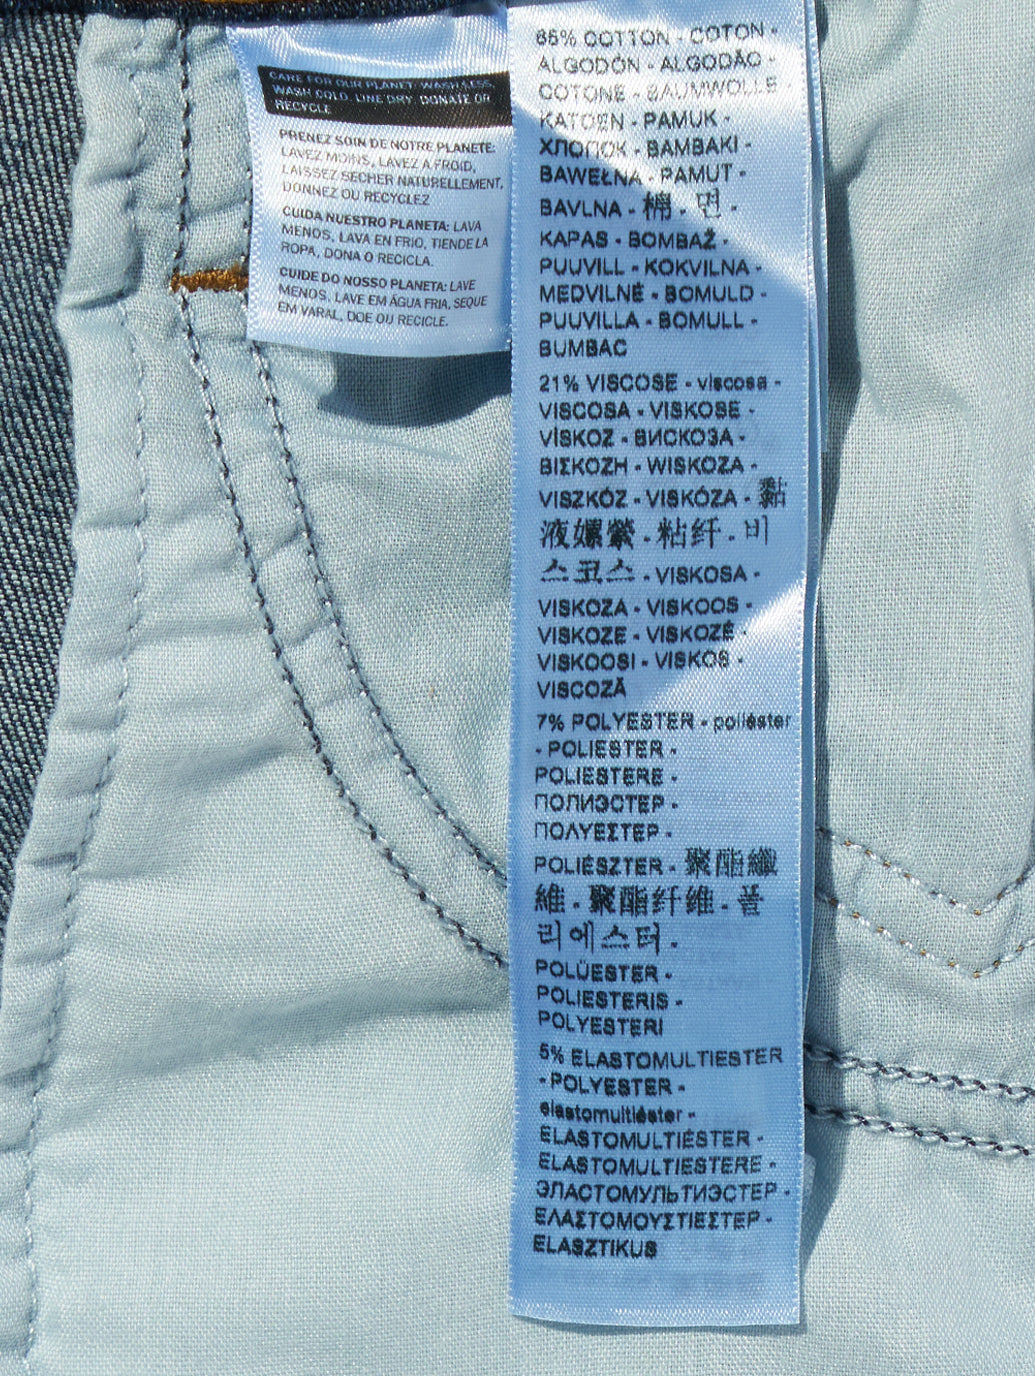 CARE FOR OUR PLANET: WASH LESS,
WASH COLD, LINE DRY, DONATE OR
RECYCLE
PRENEZ SOIN DE NOTRE PLANETE:
LAVEZ MOINS, LAVEZ A FROID,
LAISSEZ SECHER NATURELLEMENT,
DONNEZ OU RECYCLEZ
CUIDA NUESTRO PLANETA: LAVA
MENOS, LAVA EN FRIO, TIENDE LA
ROPA, DONA O RECICLA.
CUIDE DO NOSSO PLANETA: LAVE
MENOS, LAVE EM ÁGUA FRIA, SEQUE
EM VARAL, DOE OU RECICLE.
COTTON - COTON -
ALGODÓN - ALGODÃO -
COTONE - BAUMWOLLE -
KATOEN - PAMUK -
ΧΛΟΠΟΚ - BAMBAKI -
BAWEŁNA - PAMUT -
BAVLNA - 棉 - 면 -
KAPAS - BOMBAŽ -
PUUVILL - KOKVILNA -
MEDVILNĖ - BOMULD -
PUUVILLA - BOMULL -
BUMBAC
21% VISCOSE - viscosa -
VISCOSA - VISKOSE -
VİSKOZ - ВИСКОЗА -
ΒΙΣΚΟΖΗ - WISKOZA -
VISZKÓZ - VISKÓZA - 黏
液嫘縈 - 粘纤 - 비
스코스 - VISKOSA -
VISKOZA - VISKOOS -
VISKOZE - VISKOZĖ -
VISKOOSI - VISKOS -
VISCOZĂ
7% POLYESTER - poliéster
- POLIESTER -
POLIESTERE -
ПОЛИЭСТЕР -
ΠΟΛΥΕΣΤΕΡ -
POLIÉSZTER - 聚酯纖
維 - 聚酯纤维 - 폴
리에스터 -
POLÜESTER -
POLIESTERIS -
POLYESTERI
5% ELASTOMULTIESTER
- POLYESTER -
elastomultiéster -
ELASTOMULTIÉSTER -
ELASTOMULTIESTERE -
ЭЛАСТОМУЛЬТИЭСТЕР -
ΕΛΑΣΤΟΜΟΥΣΤΙΕΣΤΕΡ -
ELASZTIKUS